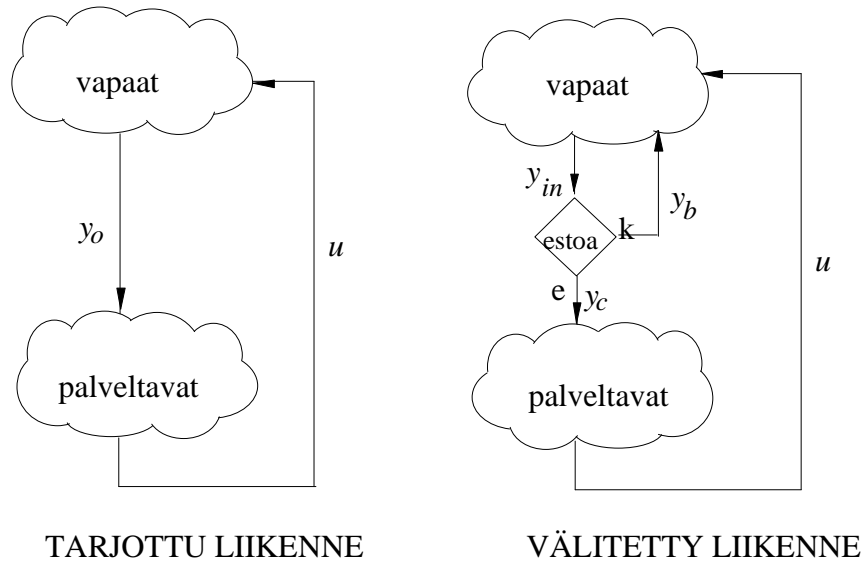 vapaat
y_o
u
palveltavat
TARJOTTU LIIKENNE
vapaat
y_in
y_b
estoa
k
u
e
y_c
palveltavat
VÄLITETTY LIIKENNE